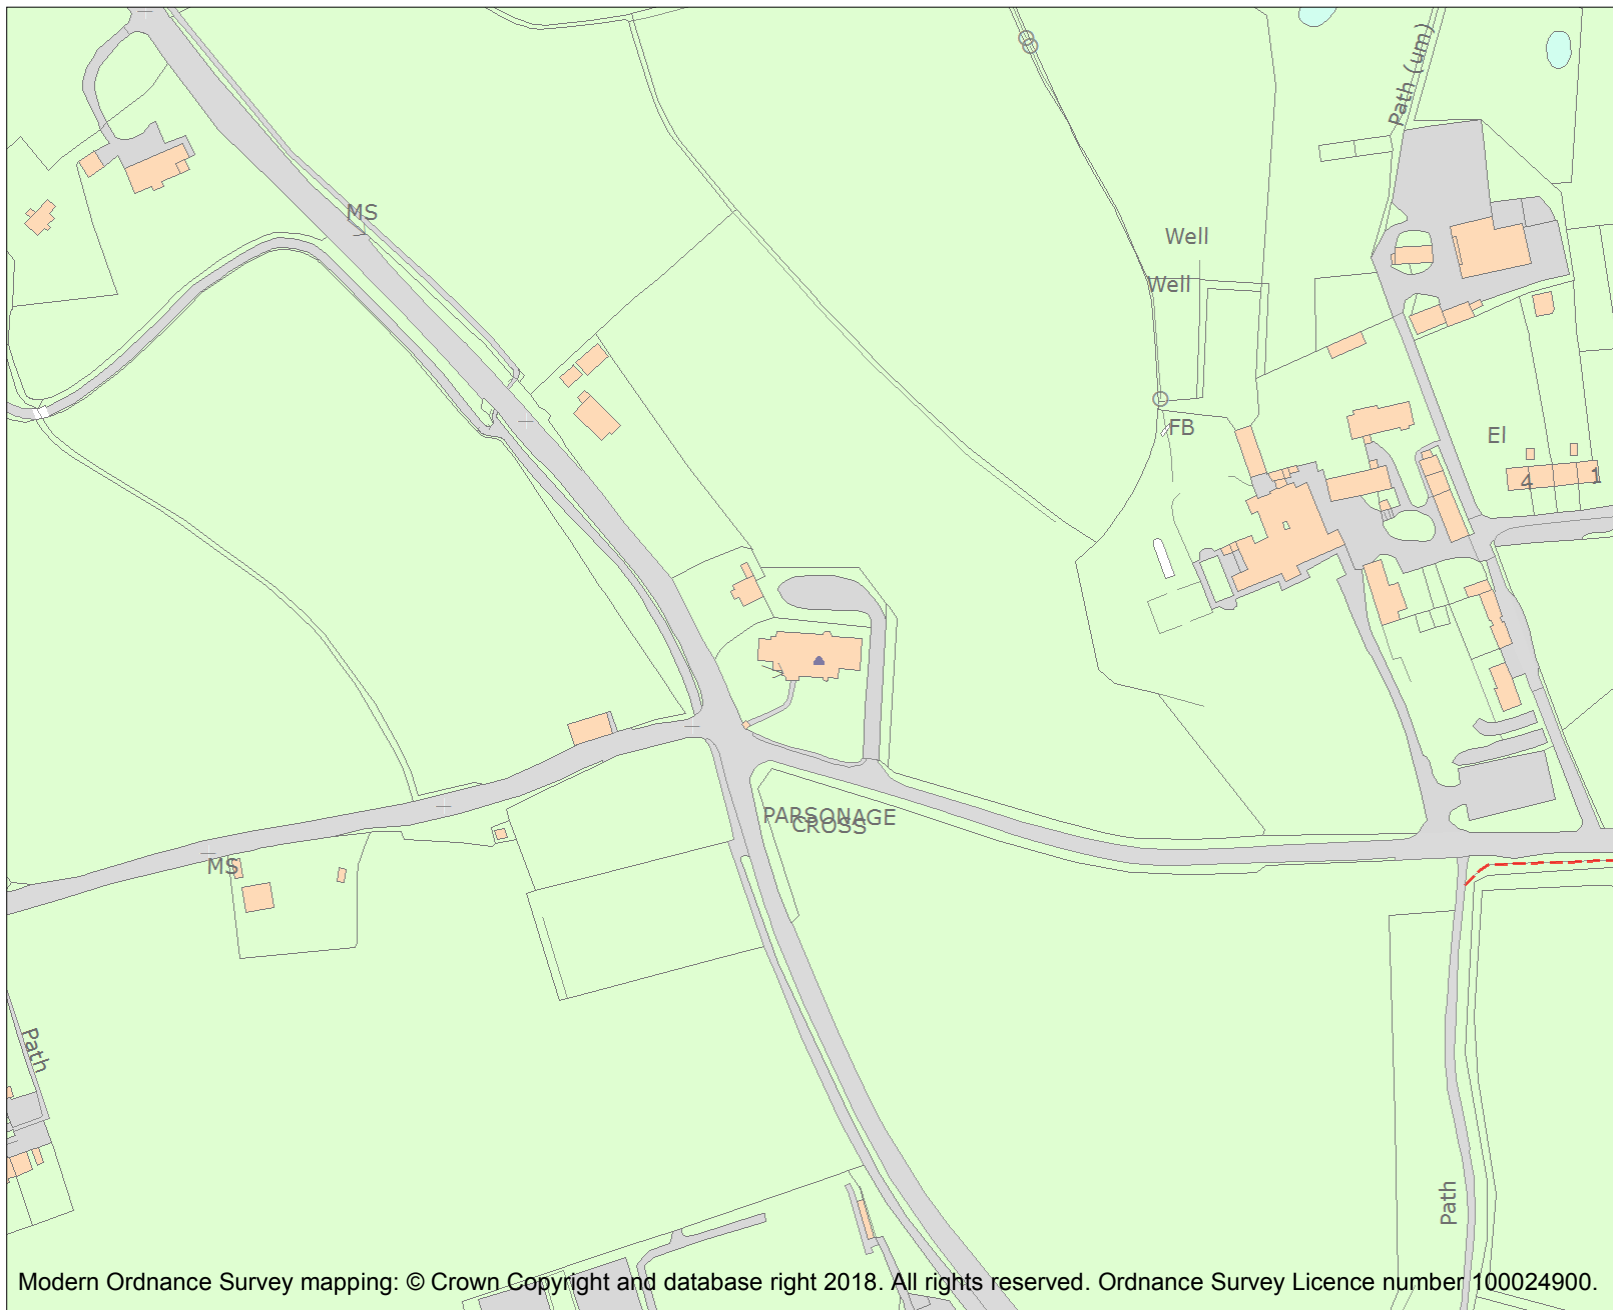 Path (um)
MS
Well
Well
FB
El
4
1
PARSONAGE
CROSS
MS
Path
Path
Modern Ordnance Survey mapping: © Crown Copyright and database right 2018. All rights reserved. Ordnance Survey Licence number 100024900.